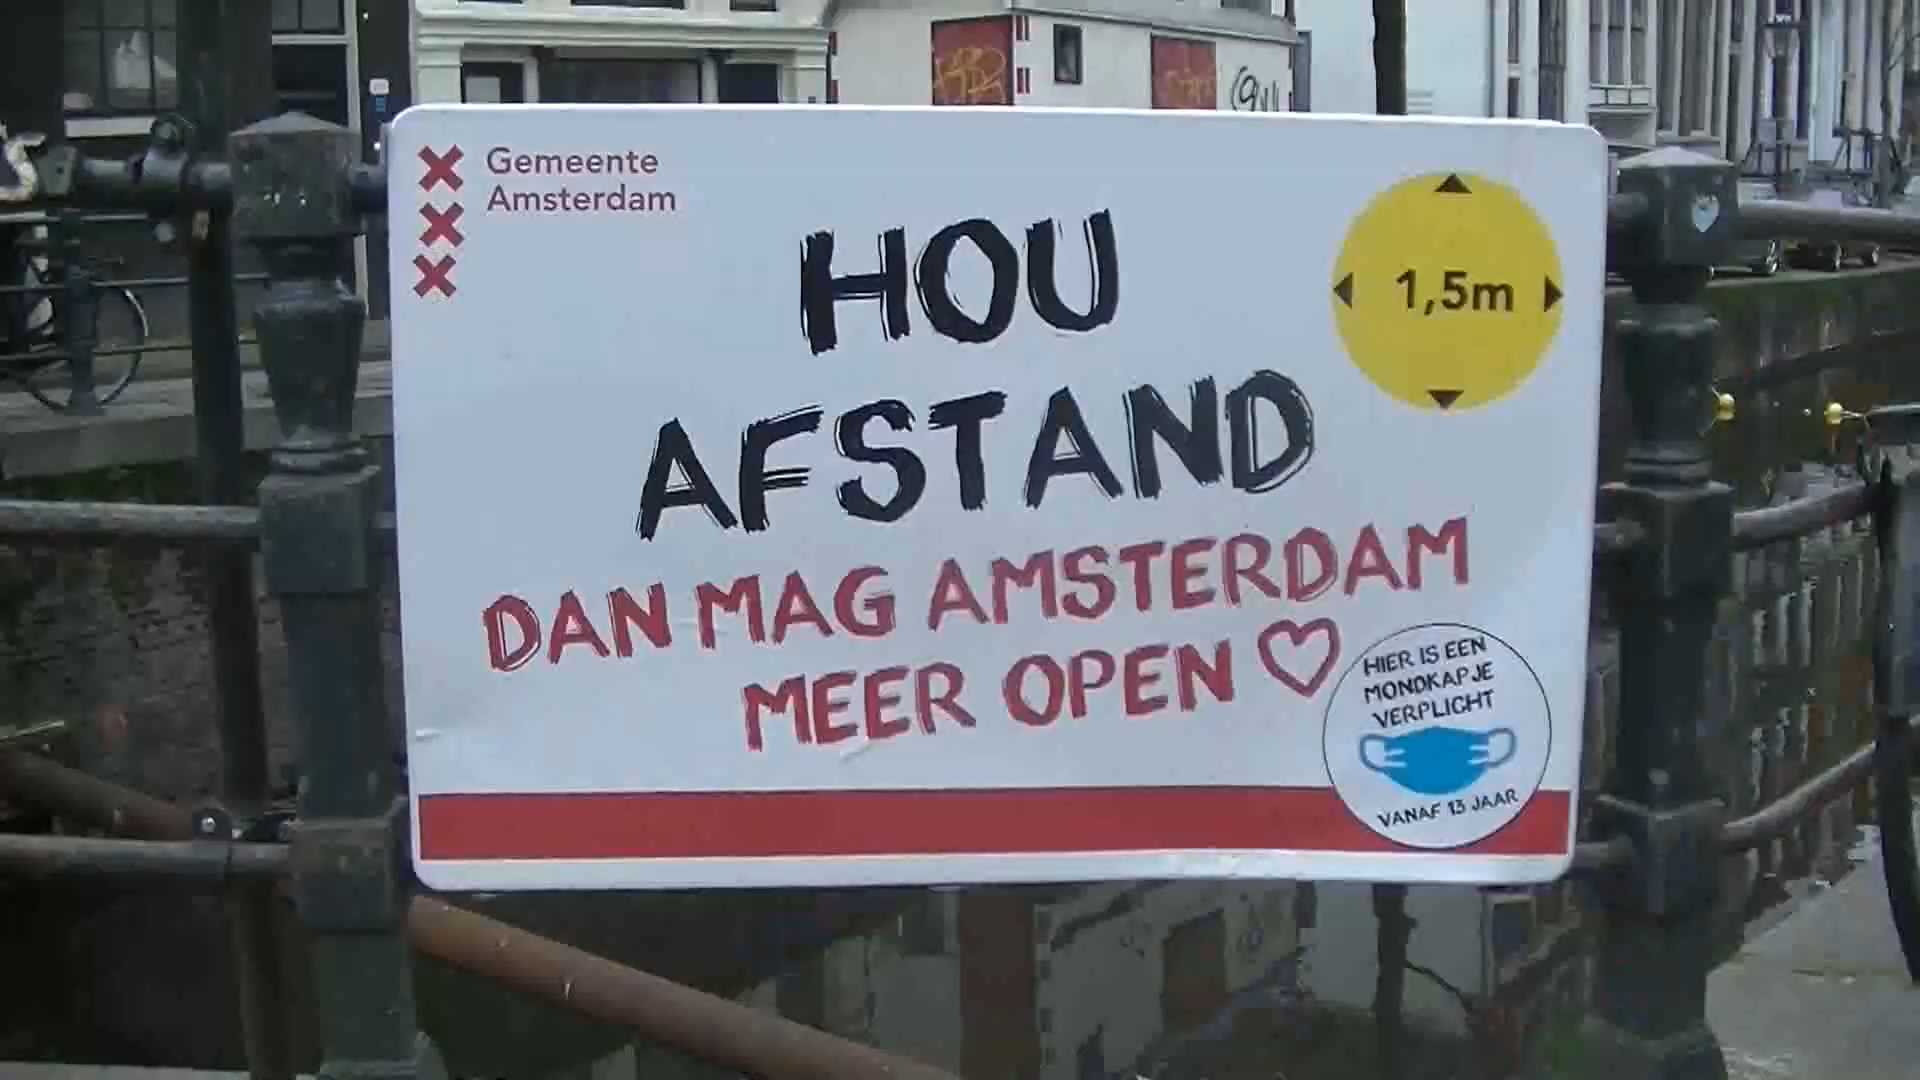 Gemeente
Amsterdam
HOU
AFSTAND
DAN MAG AMSTERDAM
MEER OPEN
1,5m
HIER IS EEN
MONDKAPJE
VERPLICHT
VANAF 13 JAAR